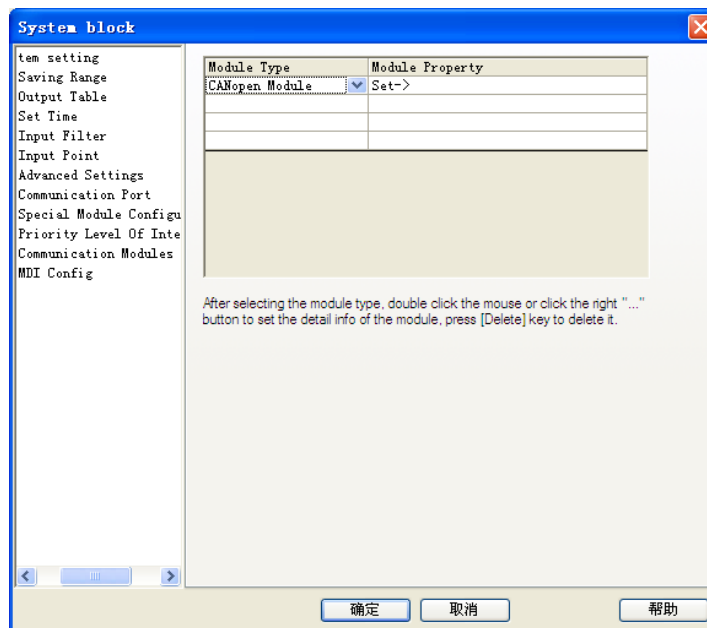 System block
tem setting
Saving Range
Output Table
Set Time
Input Filter
Input Point
Advanced Settings
Communication Port
Special Module Configu
Priority Level Of Inte
Communication Modules
MDI Config
Module Type Module Property
CANopen Module Set->
After selecting the module type, double click the mouse or click the right "..."
button to set the detail info of the module, press [Delete] key to delete it.
确定 取消 帮助